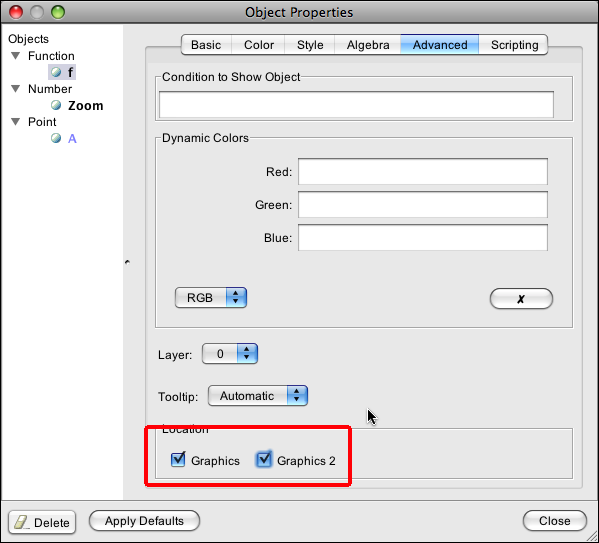 Object Properties
Objects
Function
f
Number
Zoom
Point
A
Basic Color Style Algebra Advanced Scripting
Condition to Show Object
Dynamic Colors
Red:
Green:
Blue:
RGB
✗
Layer: 0
Tooltip: Automatic
Location
Graphics Graphics 2
Delete Apply Defaults Close